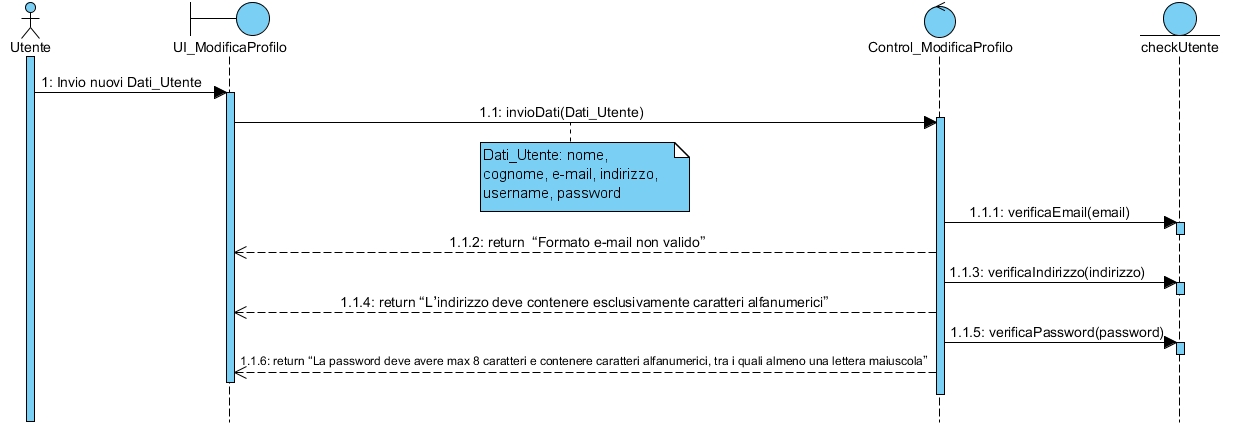 Utente
UI_ModificaProfilo
Control_ModificaProfilo
checkUtente
1: Invio nuovi Dati_Utente
1.1: invioDati(Dati_Utente)
Dati_Utente: nome,
cognome, e-mail, indirizzo,
username, password
1.1.1: verificaEmail(email)
1.1.2: return “Formato e-mail non valido”
1.1.3: verificaIndirizzo(indirizzo)
1.1.4: return “L’indirizzo deve contenere esclusivamente caratteri alfanumerici”
1.1.5: verificaPassword(password)
1.1.6: return “La password deve avere max 8 caratteri e contenere caratteri alfanumerici, tra i quali almeno una lettera maiuscola”